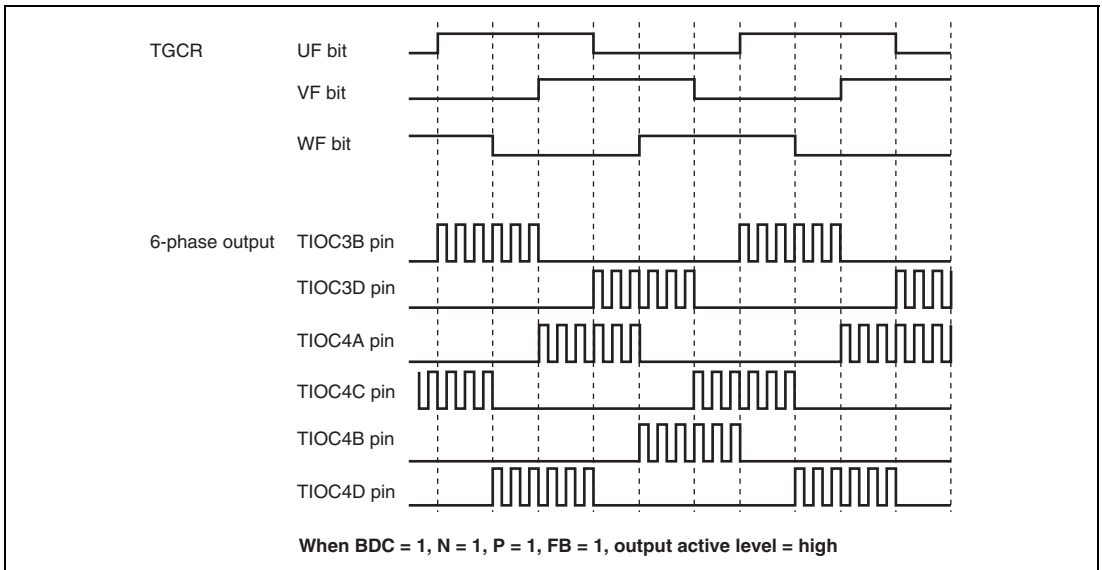 TGCR UF bit
VF bit
WF bit
6-phase output TIOC3B pin
TIOC3D pin
TIOC4A pin
TIOC4C pin
TIOC4B pin
TIOC4D pin
When BDC = 1, N = 1, P = 1, FB = 1, output active level = high